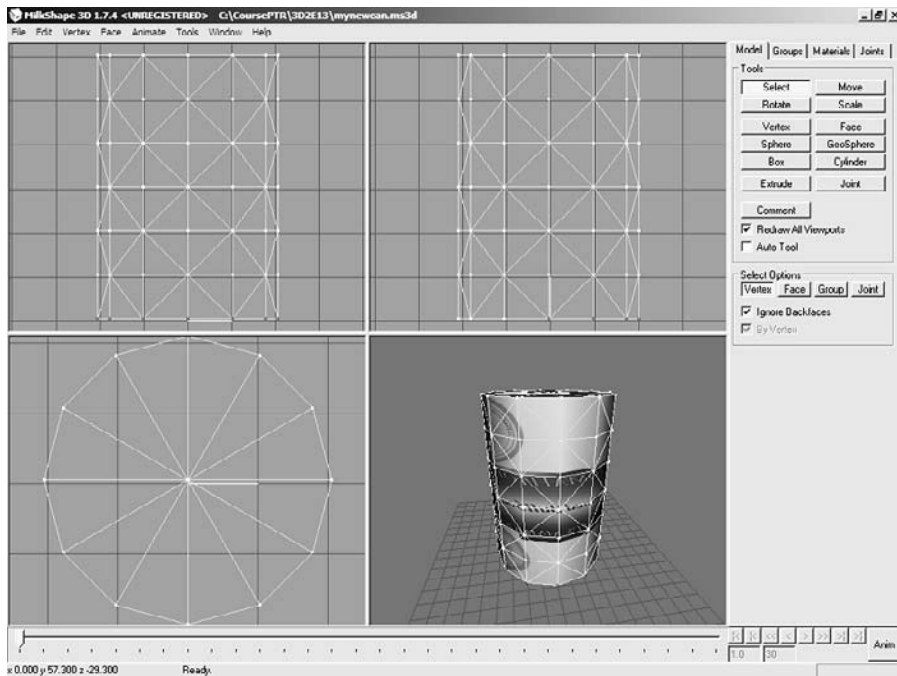 MilkShape 3D 1.7.4 <UNREGISTERED> C:\CoursePTR\3D2E13\mynewcan.ms3d
File Edit Vertex Face Animate Tools Window Help
Model Groups Materials Joints
Tools
Select Move
Rotate Scale
Vertex Face
Sphere GeoSphere
Box Cylinder
Extrude Joint
Comment
Redraw All Viewports
Auto Tool
Select Options
Vertex Face Group Joint
Ignore Backfaces
By Vertex
1.0 30 Anim
x 0.000 y 57.300 z -29.300 Ready.